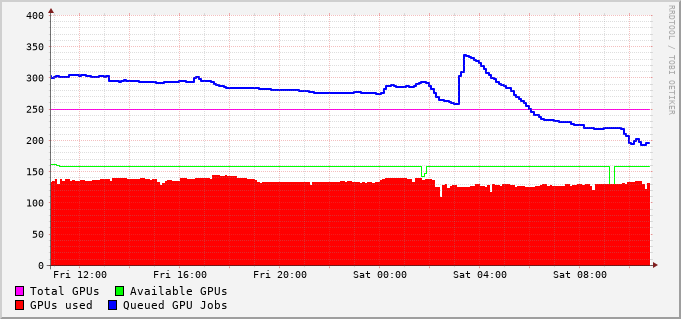 400
350
300
250
200
150
100
50
0
Fri 12:00 Fri 16:00 Fri 20:00 Sat 00:00 Sat 04:00 Sat 08:00
Total GPUs Available GPUs
GPUs used Queued GPU Jobs
RRDTOOL / TOBI OETIKER